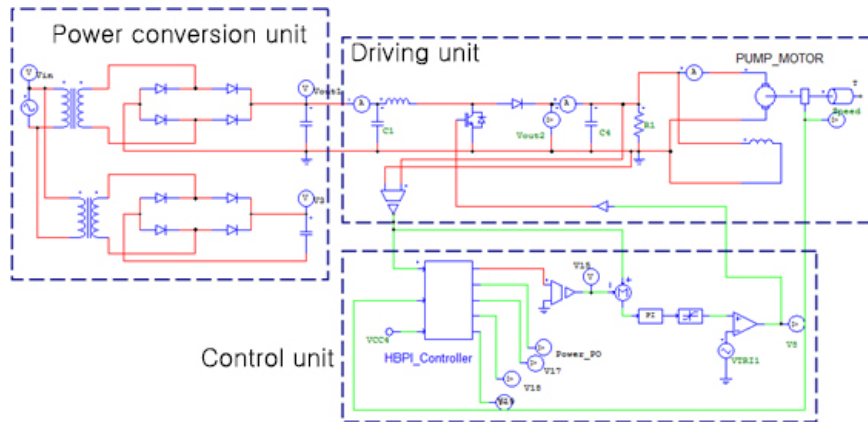 Power conversion unit
Driving unit
PUMP_MOTOR
V
Vin
V
Vout1
A
A
A
T
C1
Vout2
C4
R1
Speed
V
V2
Control unit
V15
V
M
PI
V8
VCC4
HBPI_Controller
Power_PO
V17
V18
VTRI1